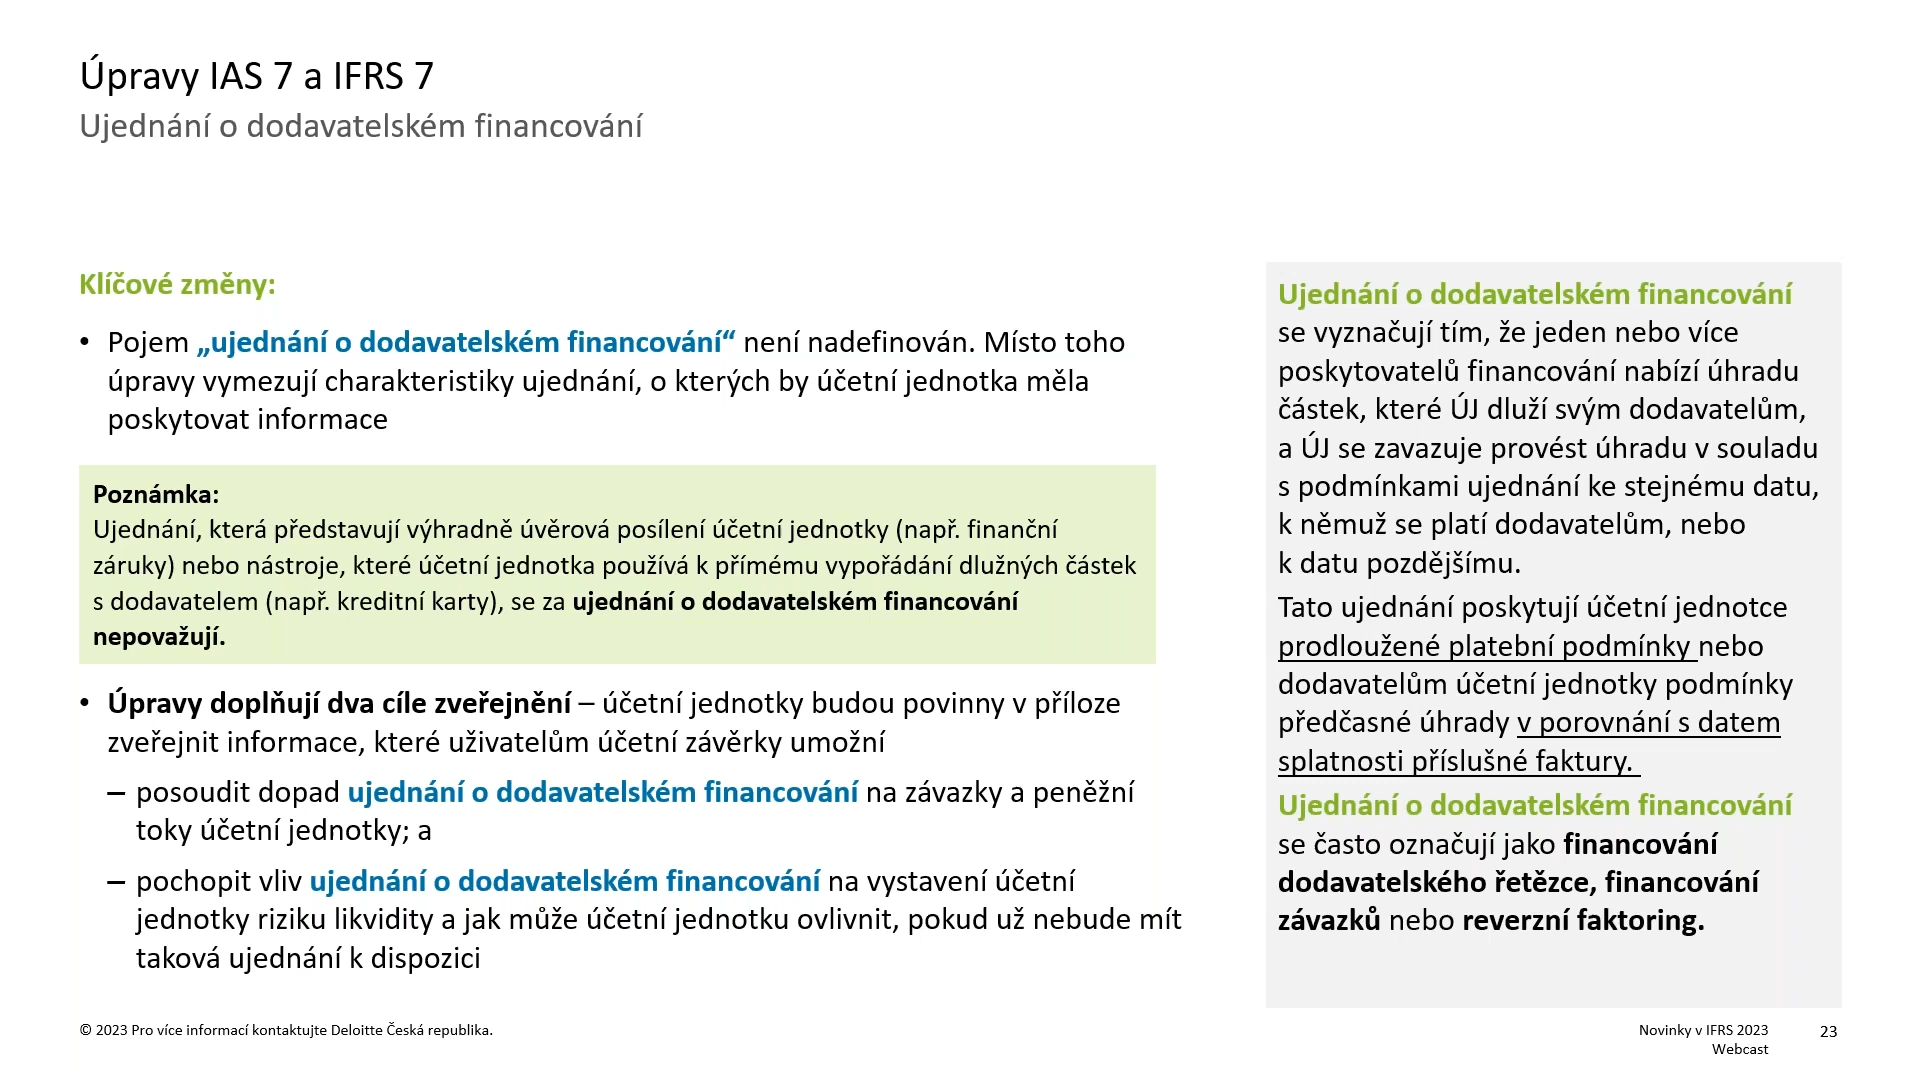 Úpravy IAS 7 a IFRS 7
Ujednání o dodavatelském financování
Klíčové změny:
• Pojem „ujednání o dodavatelském financování“ není nadefinován. Místo toho
úpravy vymezují charakteristiky ujednání, o kterých by účetní jednotka měla
poskytovat informace
Poznámka:
Ujednání, která představují výhradně úvěrová posílení účetní jednotky (např. finanční
záruky) nebo nástroje, které účetní jednotka používá k přímému vypořádání dlužných částek
s dodavatelem (např. kreditní karty), se za ujednání o dodavatelském financování
nepovažují.
• Úpravy doplňují dva cíle zveřejnění – účetní jednotky budou povinny v příloze
zveřejnit informace, které uživatelům účetní závěrky umožní
– posoudit dopad ujednání o dodavatelském financování na závazky a peněžní
toky účetní jednotky; a
– pochopit vliv ujednání o dodavatelském financování na vystavení účetní
jednotky riziku likvidity a jak může účetní jednotku ovlivnit, pokud už nebude mít
taková ujednání k dispozici
Ujednání o dodavatelském financování
se vyznačují tím, že jeden nebo více
poskytovatelů financování nabízí úhradu
částek, které ÚJ dluží svým dodavatelům,
a ÚJ se zavazuje provést úhradu v souladu
s podmínkami ujednání ke stejnému datu,
k němuž se platí dodavatelům, nebo
k datu pozdějšímu.
Tato ujednání poskytují účetní jednotce
prodloužené platební podmínky nebo
dodavatelům účetní jednotky podmínky
předčasné úhrady v porovnání s datem
splatnosti příslušné faktury.
Ujednání o dodavatelském financování
se často označují jako financování
dodavatelského řetězce, financování
závazků nebo reverzní faktoring.
© 2023 Pro více informací kontaktujte Deloitte Česká republika.
Novinky v IFRS 2023
Webcast
23